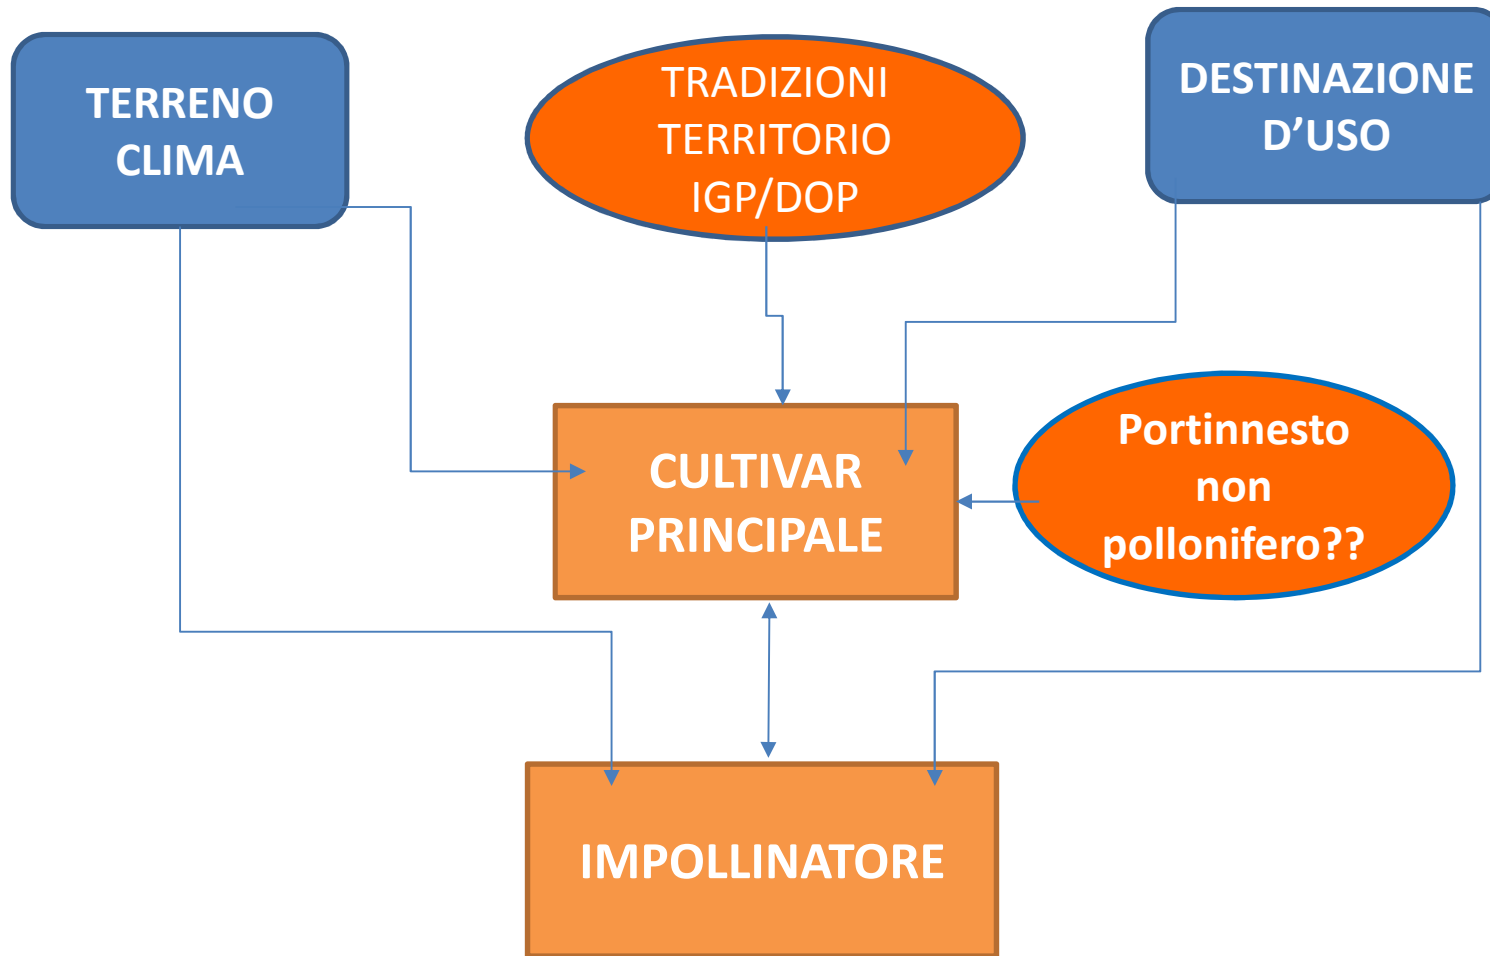 TERRENO
CLIMA
TRADIZIONI
TERRITORIO
IGP/DOP
DESTINAZIONE
D’USO
CULTIVAR
PRINCIPALE
Portinnesto
non
pollonifero??
IMPOLLINATORE